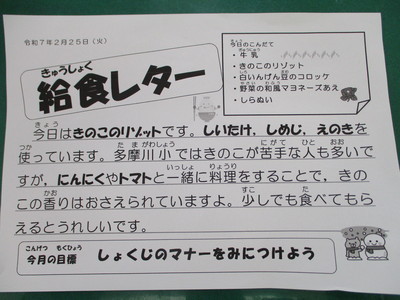 令和7年2月25日(火)
きゅうしょく
給食レター
今日のこんだて
・牛乳
・きのこのリゾット
・白いんげん豆のコロッケ
・野菜の和風マヨネーズあえ
・しらぬい
きょう
今日はきのこのリゾットです。しいたけ，しめじ，えのきを
つか たまがわしょう にがて ひと おお
使っています。多摩川小ではきのこが苦手な人も多いで
いっしょ りょうり
すが，にんにくやトマトと一緒に料理をすることで，きの
かお すこ た
この香りはおさえられていますよ。少しでも食べてもら
えるとうれしいです。
こんげつ もくひょう
今月の目標 しょくじのマナーをみにつけよう